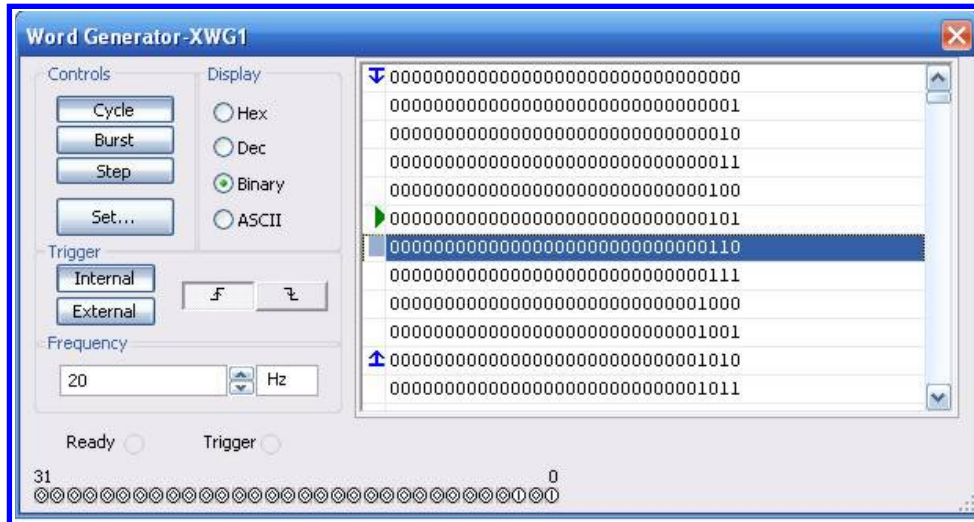 Word Generator-XWG1
Controls
Cycle
Burst
Step
Set...
Display
Hex
Dec
Binary
ASCII
Trigger
Internal
External
Frequency
20
Hz
Ready
Trigger
00000000000000000000000000000000
00000000000000000000000000000001
00000000000000000000000000000010
00000000000000000000000000000011
00000000000000000000000000000100
00000000000000000000000000000101
00000000000000000000000000000110
00000000000000000000000000000111
00000000000000000000000000001000
00000000000000000000000000001001
00000000000000000000000000001010
00000000000000000000000000001011
31 0
00000000000000000000000000000101